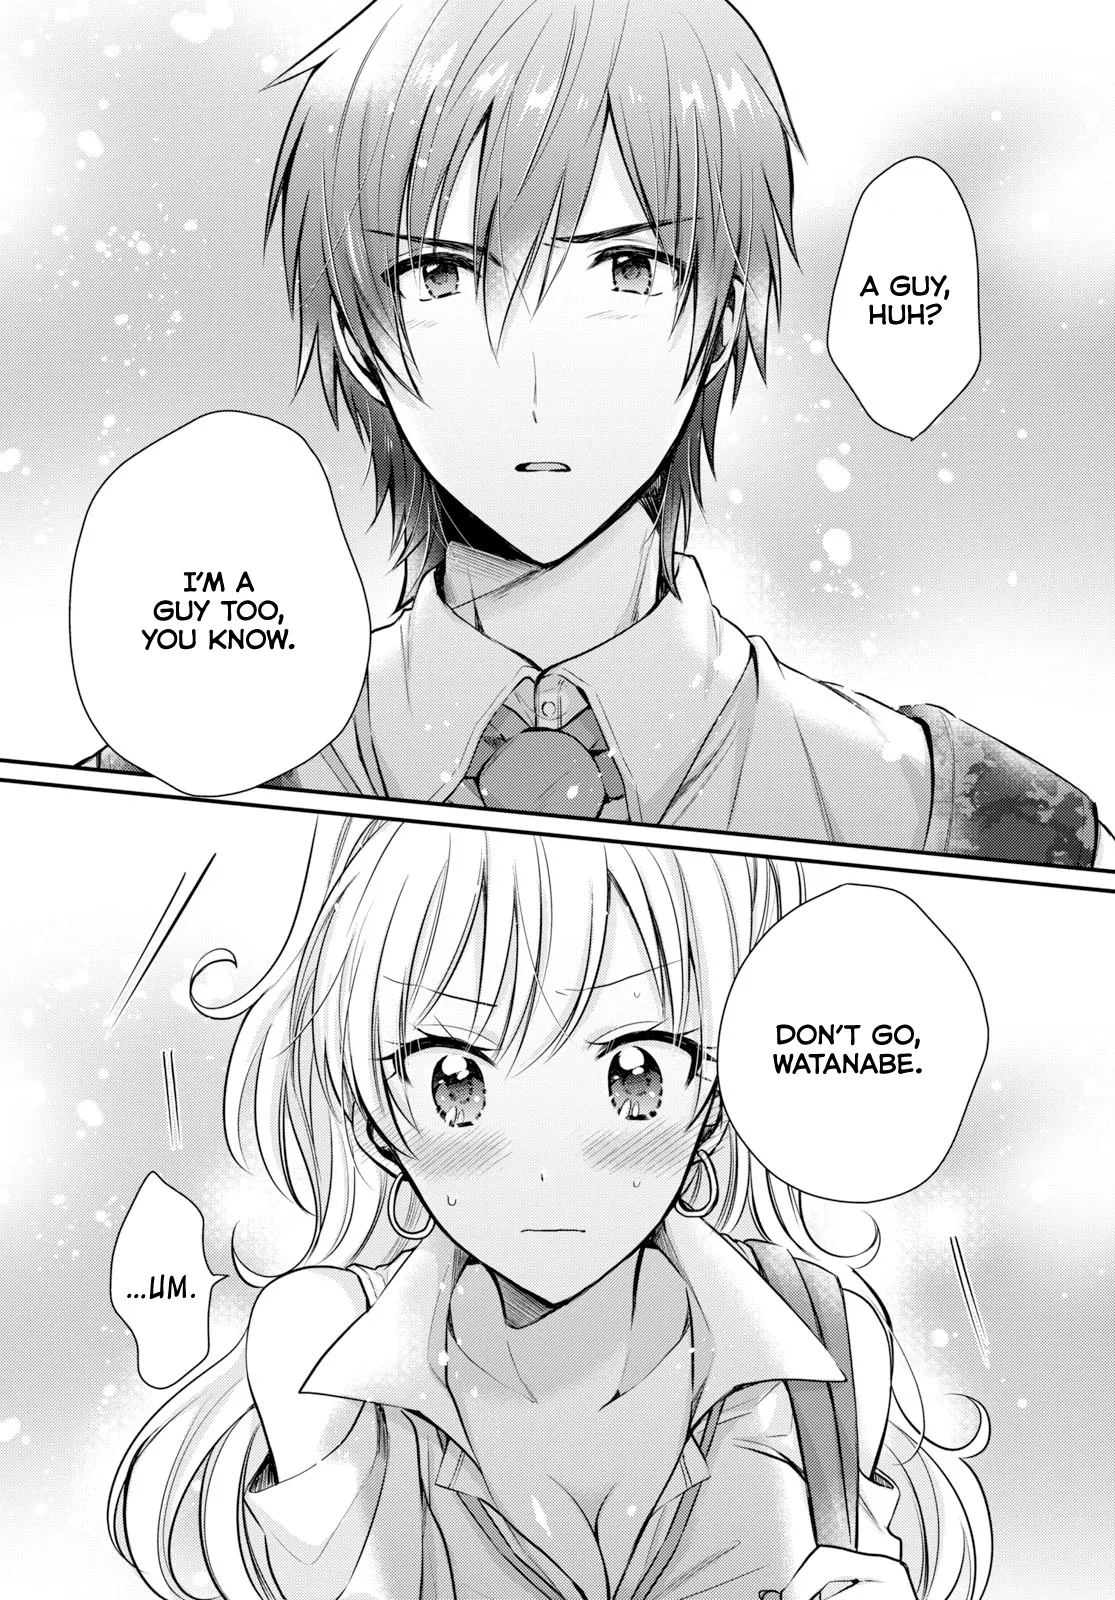 A GUY,
HUH?
I'M A
GUY TOO,
YOU KNOW.
DON'T GO,
WATANABE.
...UM.